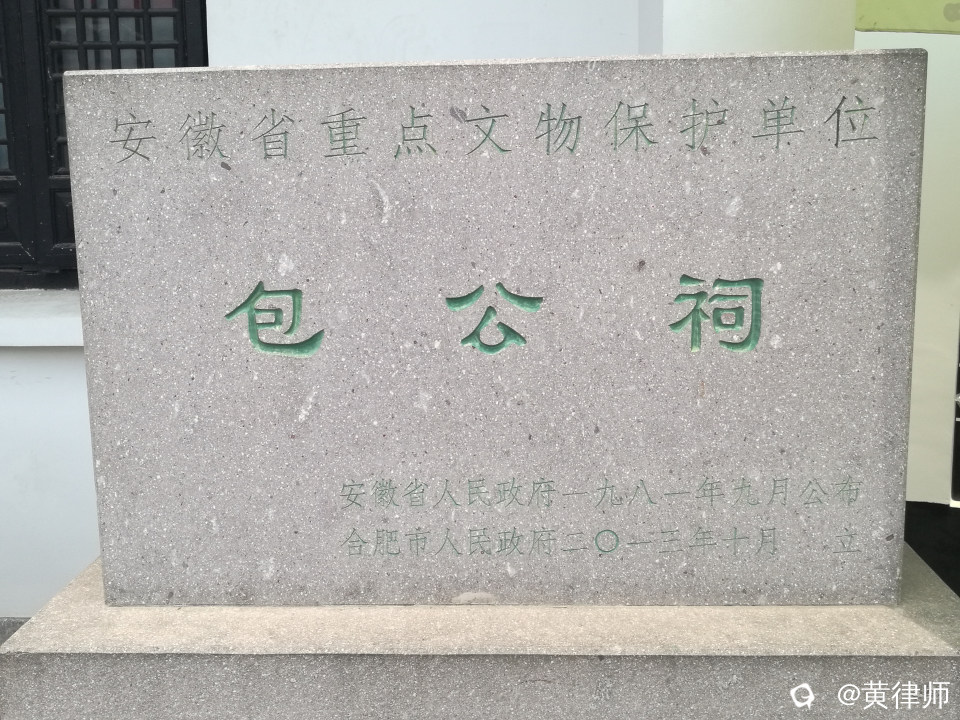 安徽省重点文物保护单位
包公祠
安徽省人民政府一九八一年九月公布
合肥市人民政府二〇一三年十月 立
@黄律师